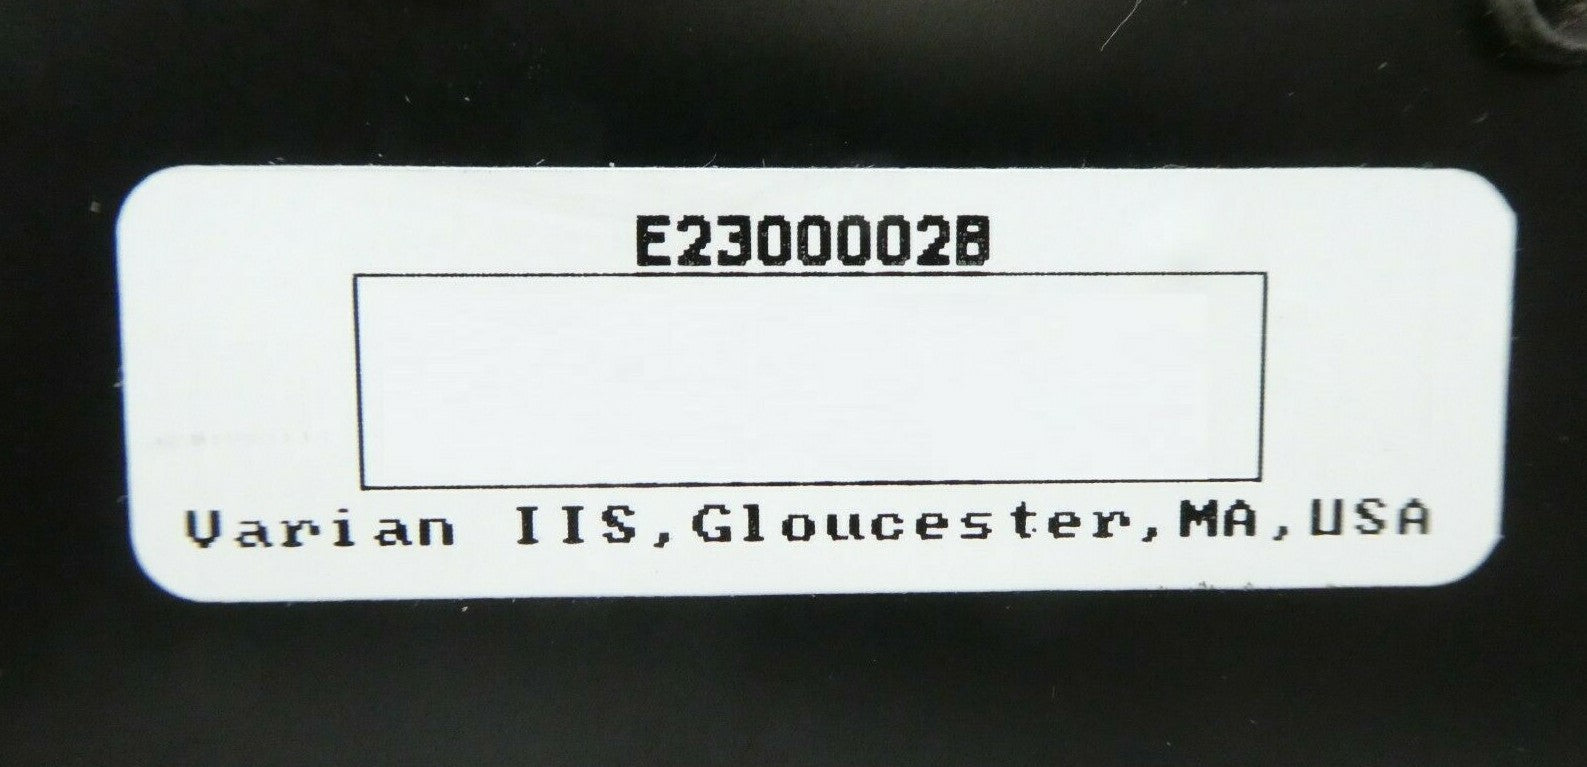 E23000028
Varian IIS,Gloucester,MA,USA